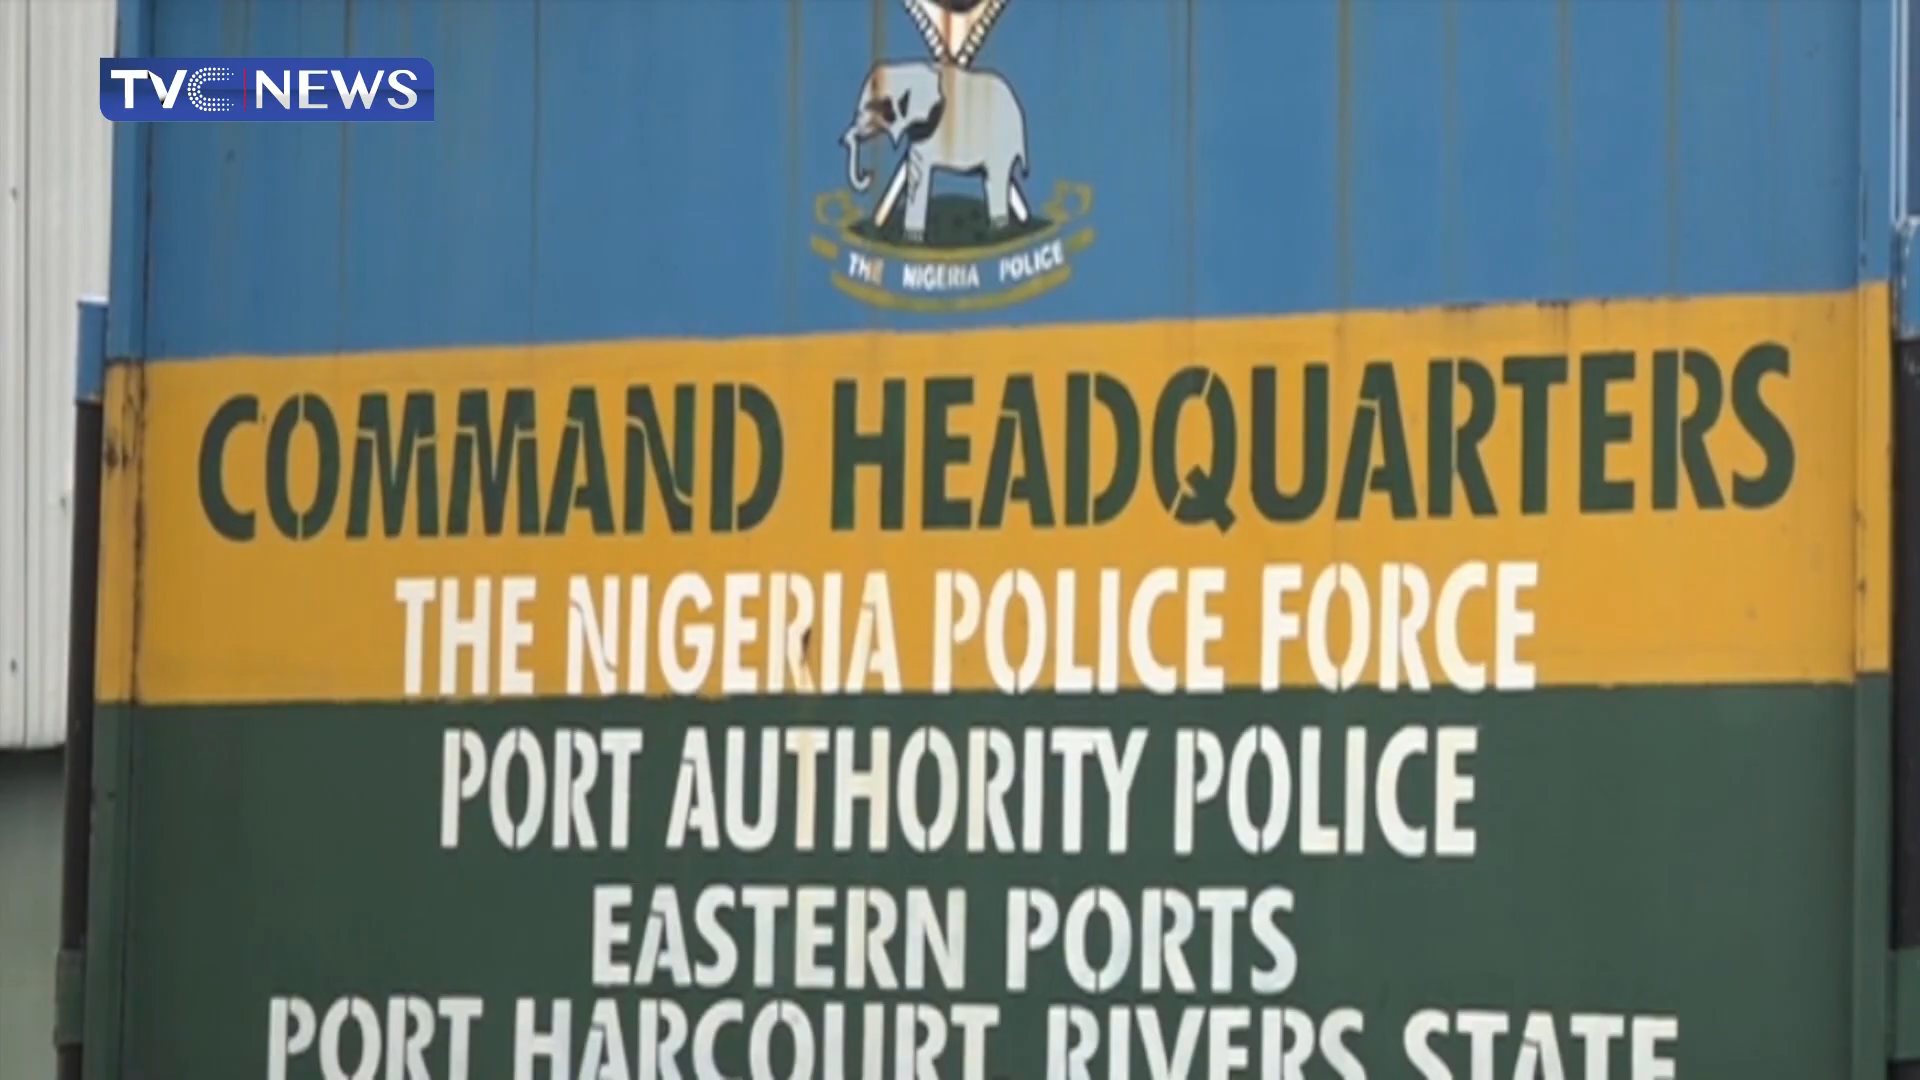 TVC NEWS
THE NIGERIA POLICE
COMMAND HEADQUARTERS
THE NIGERIA POLICE FORCE
PORT AUTHORITY POLICE
EASTERN PORTS
PORT HARCOURT, RIVERS STATE